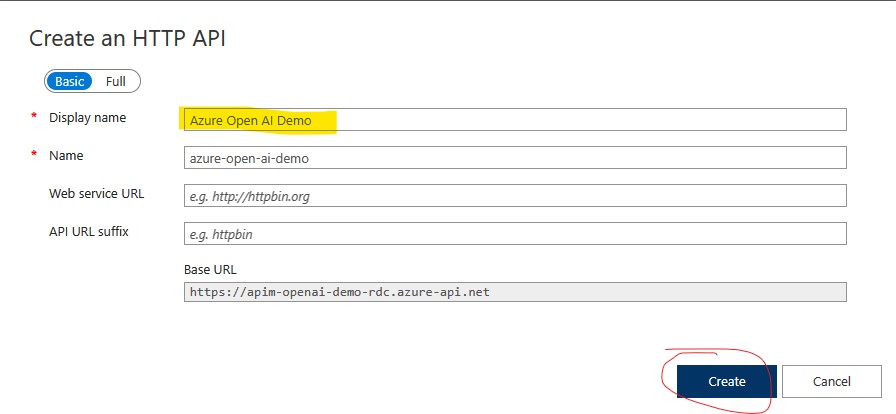 Create an HTTP API
Basic Full
* Display name Azure Open AI Demo
* Name azure-open-ai-demo
Web service URL e.g. http://httpbin.org
API URL suffix e.g. httpbin
Base URL
https://apim-openai-demo-rdc.azure-api.net
Create Cancel